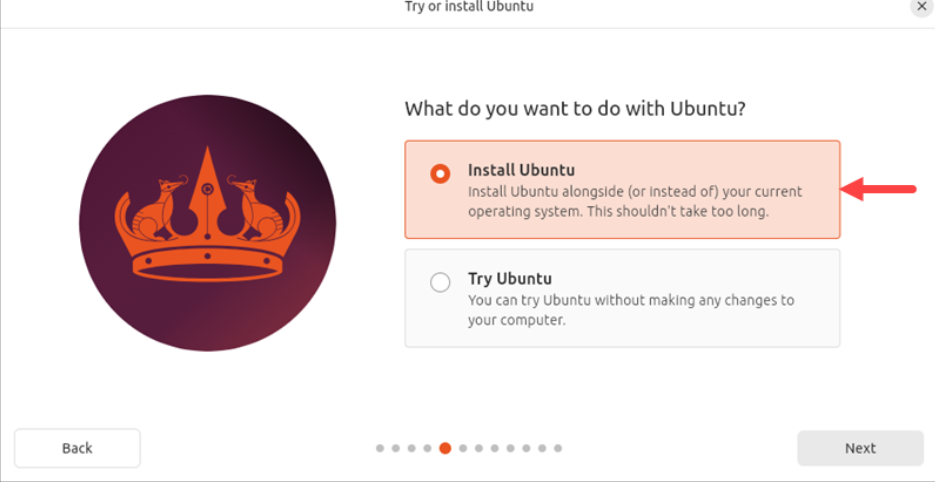 Try or install Ubuntu
What do you want to do with Ubuntu?
Install Ubuntu
Install Ubuntu alongside (or instead of) your current
operating system. This shouldn't take too long.
Try Ubuntu
You can try Ubuntu without making any changes to
your computer.
Back
Next